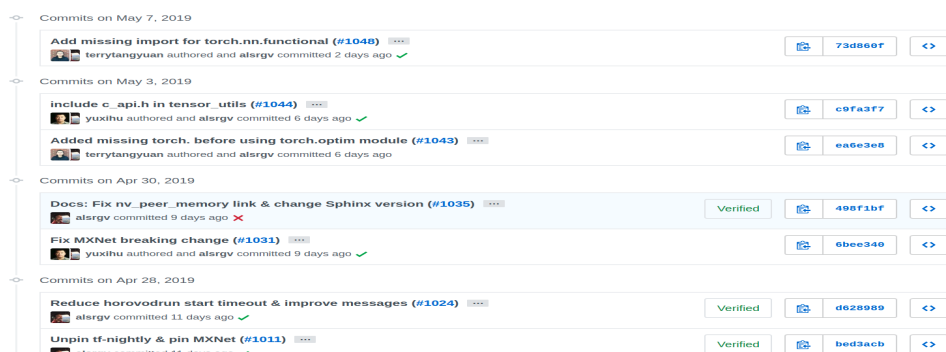 Commits on May 7, 2019
Add missing import for torch.nn.functional (#1048) ...
terrytangyuan authored and alsrgv committed 2 days ago
73d860f
Commits on May 3, 2019
include c_api.h in tensor_utils (#1044) ...
yuxihu authored and alsrgv committed 6 days ago
c9fa3f7
Added missing torch. before using torch.optim module (#1043) ...
terrytangyuan authored and alsrgv committed 6 days ago
ea6e3e8
Commits on Apr 30, 2019
Docs: Fix nv_peer_memory link & change Sphinx version (#1035) ...
alsrgv committed 9 days ago
Verified 498f1bf
Fix MXNet breaking change (#1031) ...
yuxihu authored and alsrgv committed 9 days ago
6bee340
Commits on Apr 28, 2019
Reduce horovodrun start timeout & improve messages (#1024) ...
alsrgv committed 11 days ago
Verified d628989
Unpin tf-nightly & pin MXNet (#1011) ...
Verified bed3acb